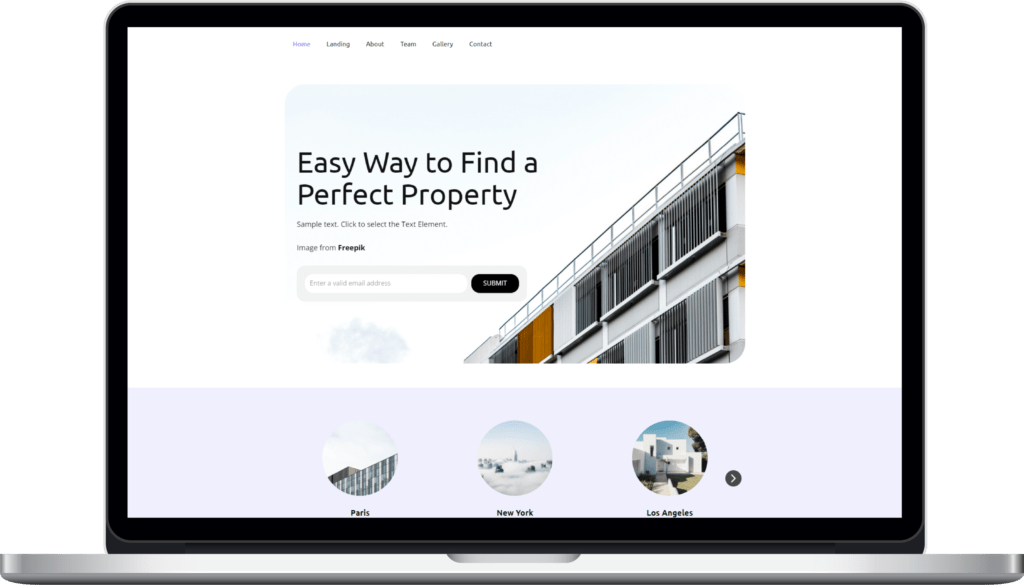 Home Landing About Team Gallery Contact
Easy Way to Find a
Perfect Property
Sample text. Click to select the Text Element.
Image from Freepik
Enter a valid email address SUBMIT
Paris New York Los Angeles